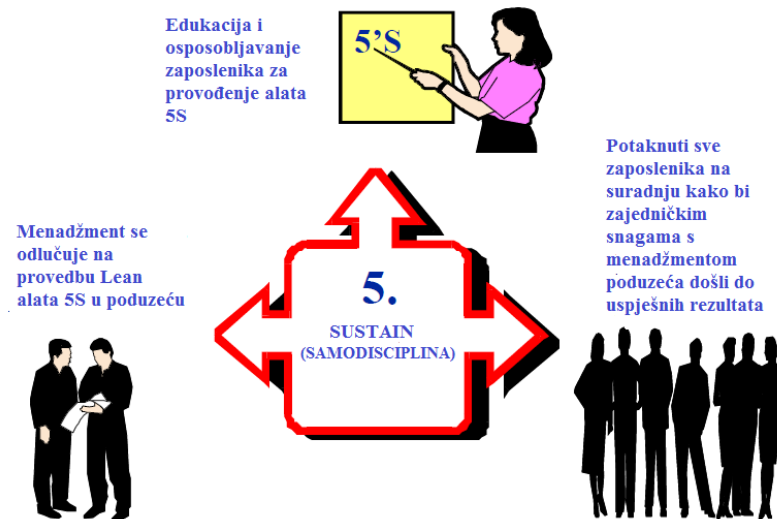 Edukacija i
osposobljavanje
zaposlenika za
provođenje alata
5S
5’S
Potaknuti sve
zaposlenika na
suradnju kako bi
zajedničkim
snagama s
menadžmentom
poduzeća došli do
uspješnih rezultata
Menadžment se
odlučuje na
provedbu Lean
alata 5S u poduzeću
5.
SUSTAIN
(SAMODISCIPLINA)